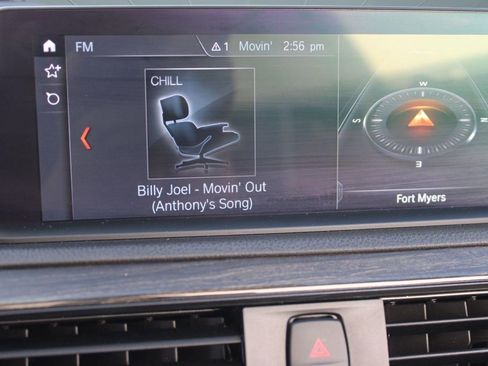 FM
1 Movin' 2:56 pm
CHILL
Billy Joel - Movin' Out
(Anthony's Song)
W
S N
E
Fort Myers